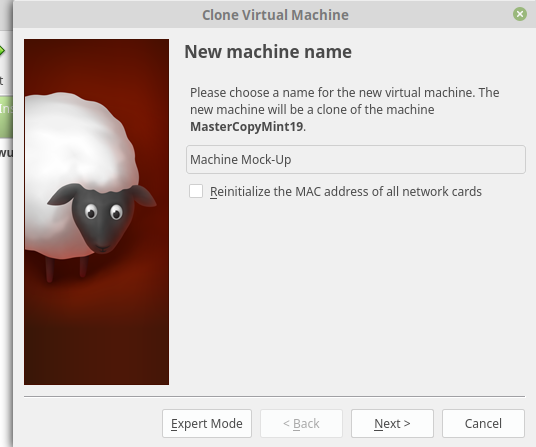 Clone Virtual Machine
New machine name
Please choose a name for the new virtual machine. The
new machine will be a clone of the machine
MasterCopyMint19.
Machine Mock-Up
Reinitialize the MAC address of all network cards
Expert Mode
< Back
Next >
Cancel